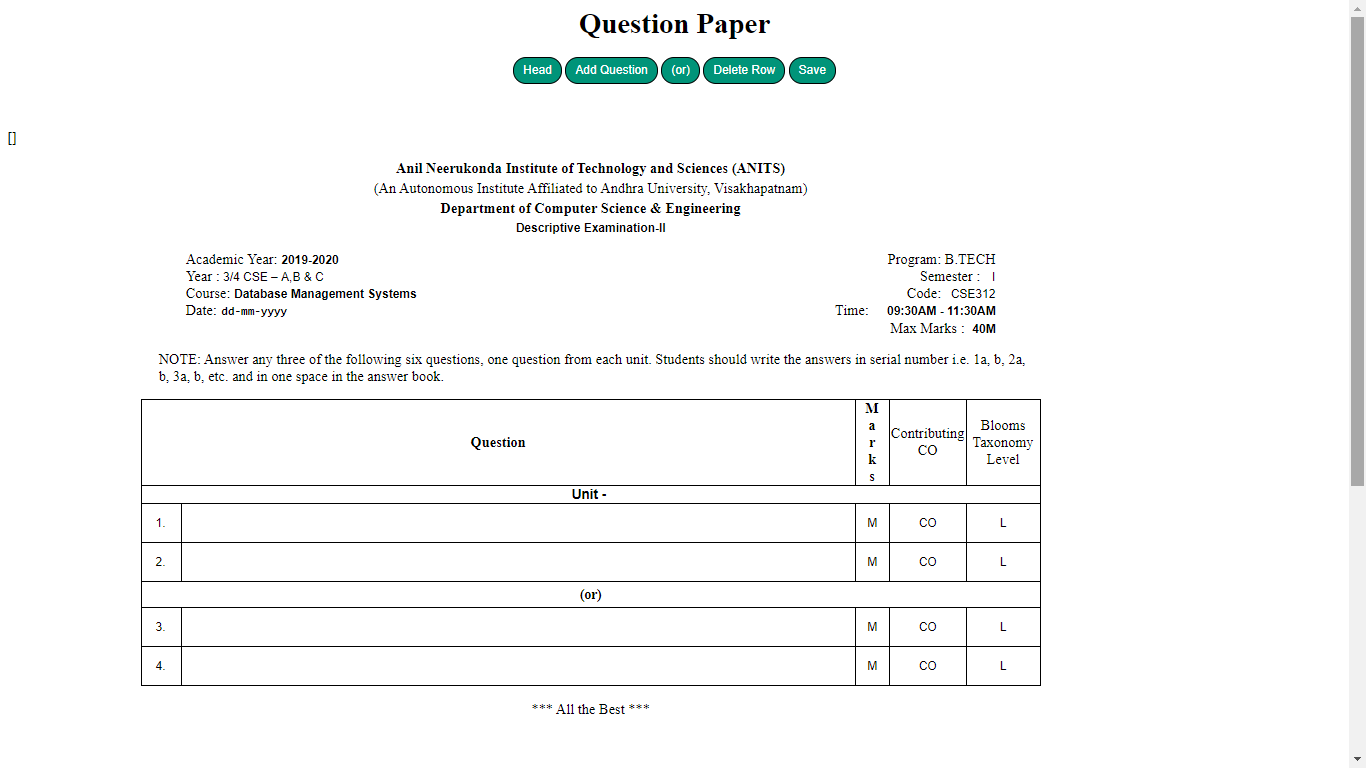 Question Paper
Head Add Question (or) Delete Row Save
[]
Anil Neerukonda Institute of Technology and Sciences (ANITS)
(An Autonomous Institute Affiliated to Andhra University, Visakhapatnam)
Department of Computer Science & Engineering
Descriptive Examination-II
Academic Year: 2019-2020 Program: B.TECH
Year : 3/4 CSE – A,B & C Semester : I
Course: Database Management Systems Code: CSE312
Date: dd-mm-yyyy Time: 09:30AM - 11:30AM
Max Marks : 40M
NOTE: Answer any three of the following six questions, one question from each unit. Students should write the answers in serial number i.e. 1a, b, 2a,
b, 3a, b, etc. and in one space in the answer book.
Question Marks Contributing CO Blooms Taxonomy Level
Unit -
1. M CO L
2. M CO L
(or)
3. M CO L
4. M CO L
*** All the Best ***